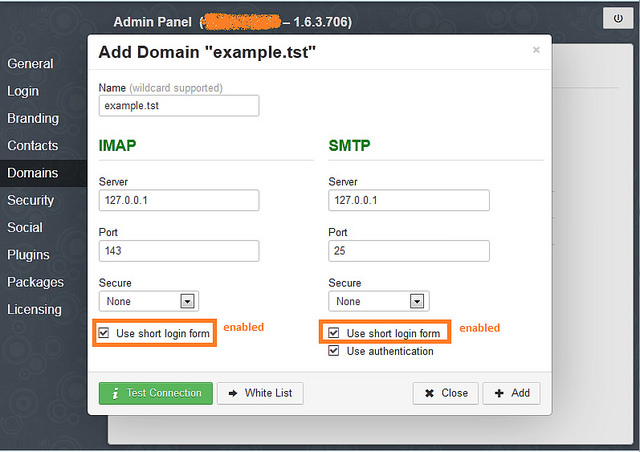 Admin Panel ( – 1.6.3.706)
General
Login
Branding
Contacts
Domains
Security
Social
Plugins
Packages
Licensing
Add Domain "example.tst"
×
Name (wildcard supported)
example.tst
IMAP
Server
127.0.0.1
Port
143
Secure
None
Use short login form enabled
SMTP
Server
127.0.0.1
Port
25
Secure
None
Use short login form enabled
Use authentication
i Test Connection
White List
Close
Add